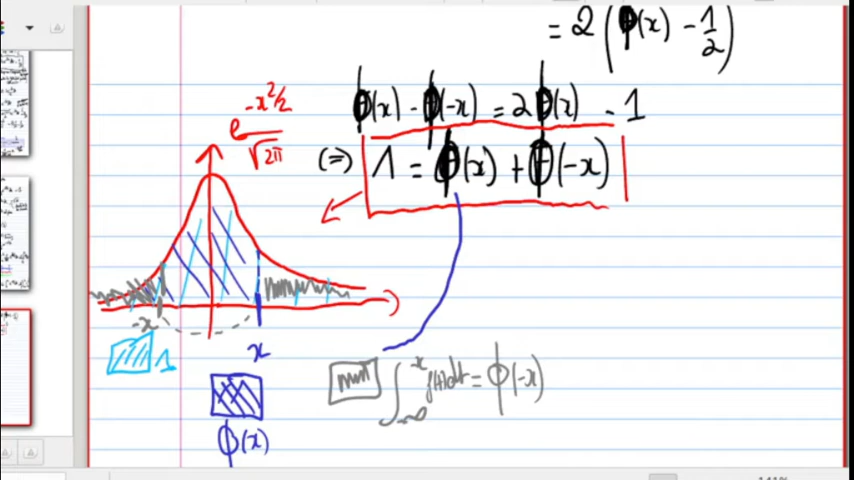 = 2 (ϕ(x) - 1/2)
ϕ(x) - ϕ(-x) = 2ϕ(x) - 1
(⇒) 1 = ϕ(x) + ϕ(-x)
e^{-x²/2}
√2π
-x
x
1
ϕ(x)
∫_{-∞}^{-x} f(t)dt = ϕ(-x)